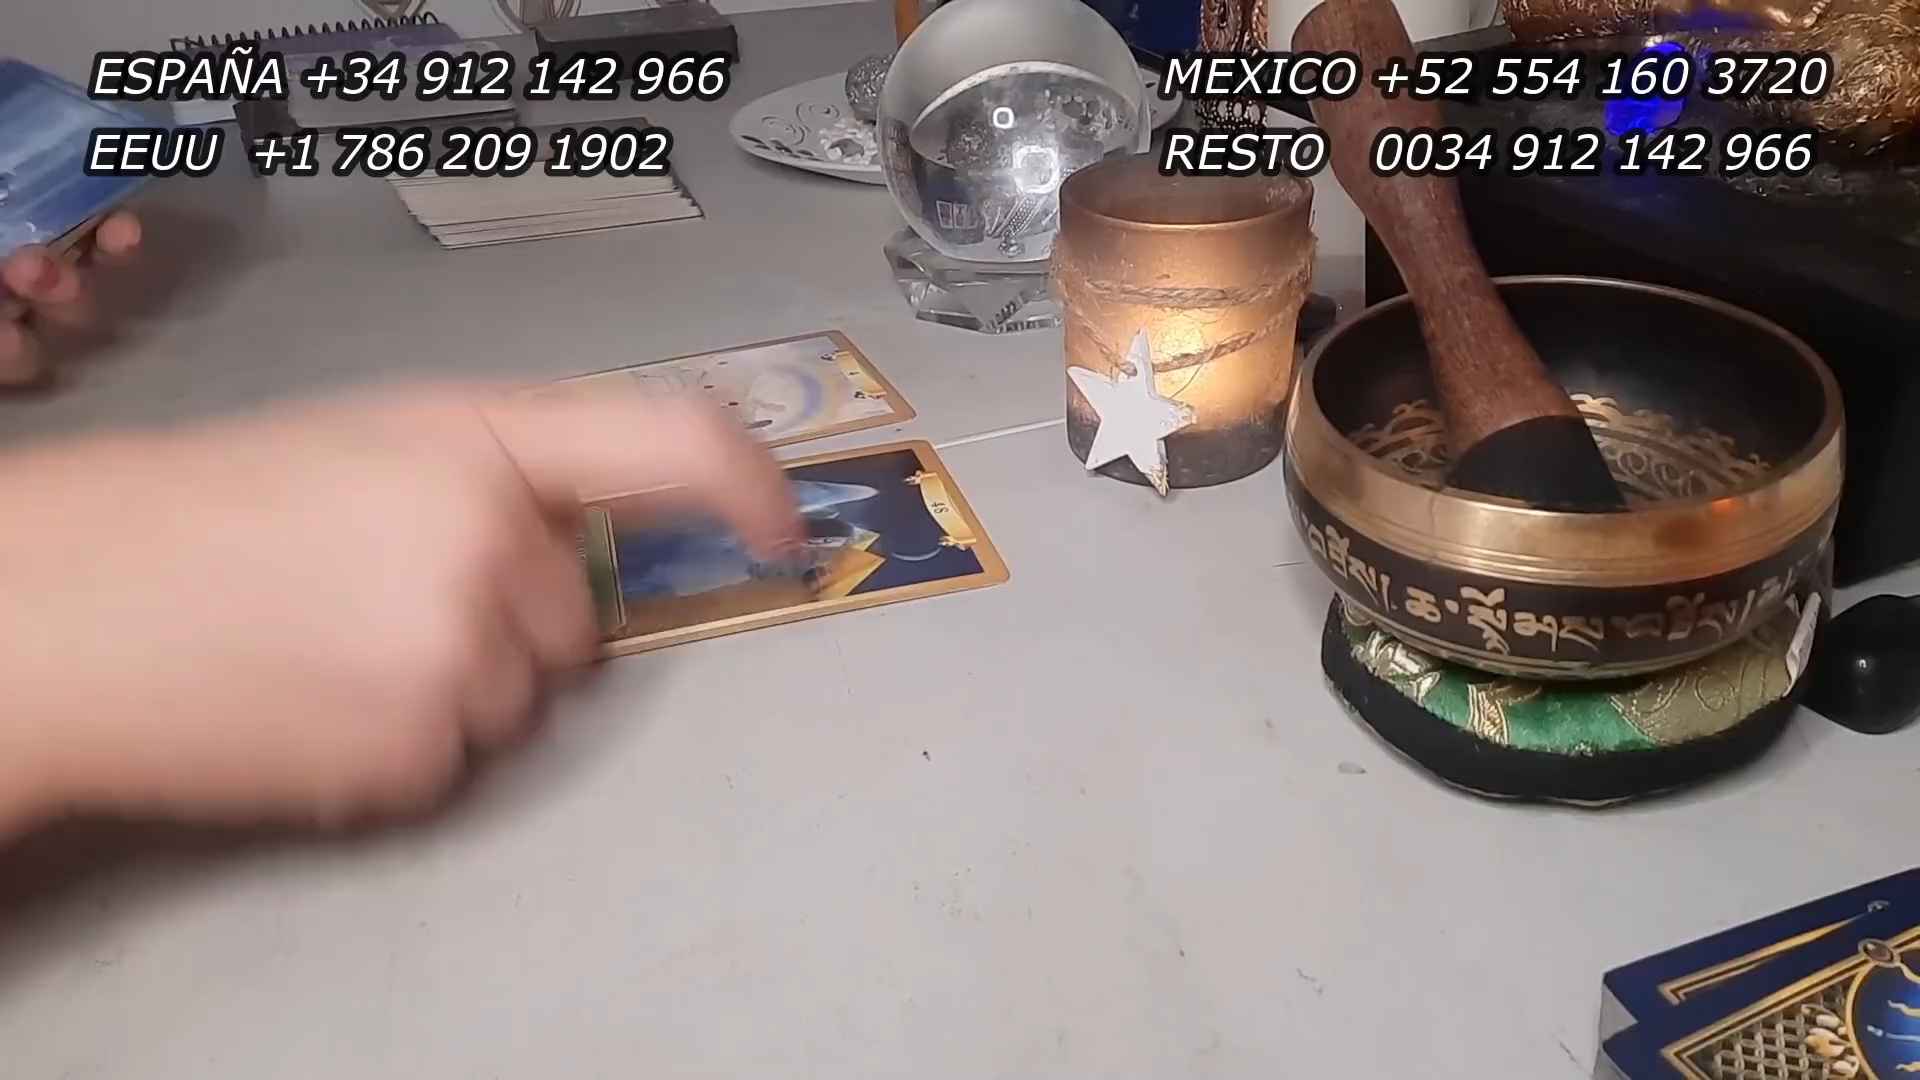 ESPAÑA +34 912 142 966
EEUU +1 786 209 1902
MEXICO +52 554 160 3720
RESTO 0034 912 142 966
48